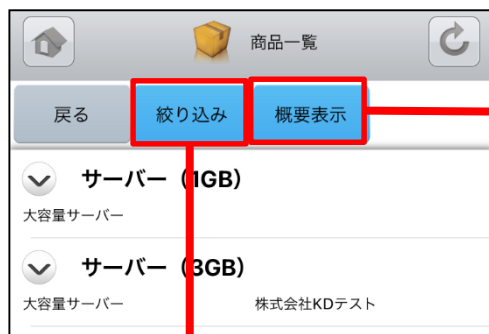 商品一覧
戻る 絞り込み 概要表示
サーバー（1GB）
大容量サーバー
サーバー（3GB）
大容量サーバー 株式会社KDテスト